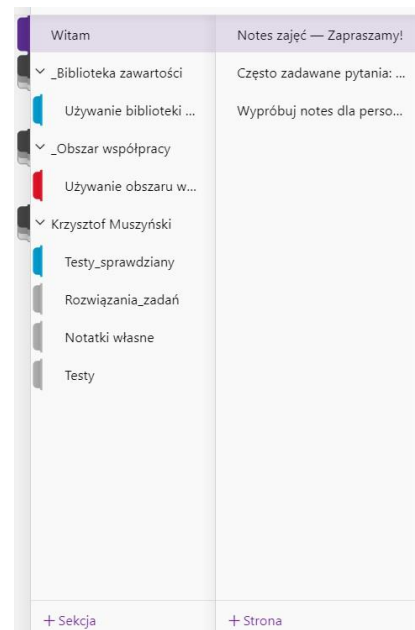 Witam
_Biblioteka zawartości
Używanie biblioteki ...
_Obszar współpracy
Używanie obszaru w...
Krzysztof Muszyński
Testy_sprawdziany
Rozwiązania_zadań
Notatki własne
Testy
+ Sekcja
Notes zajęć — Zapraszamy!
Często zadawane pytania: ...
Wypróbuj notes dla perso...
+ Strona